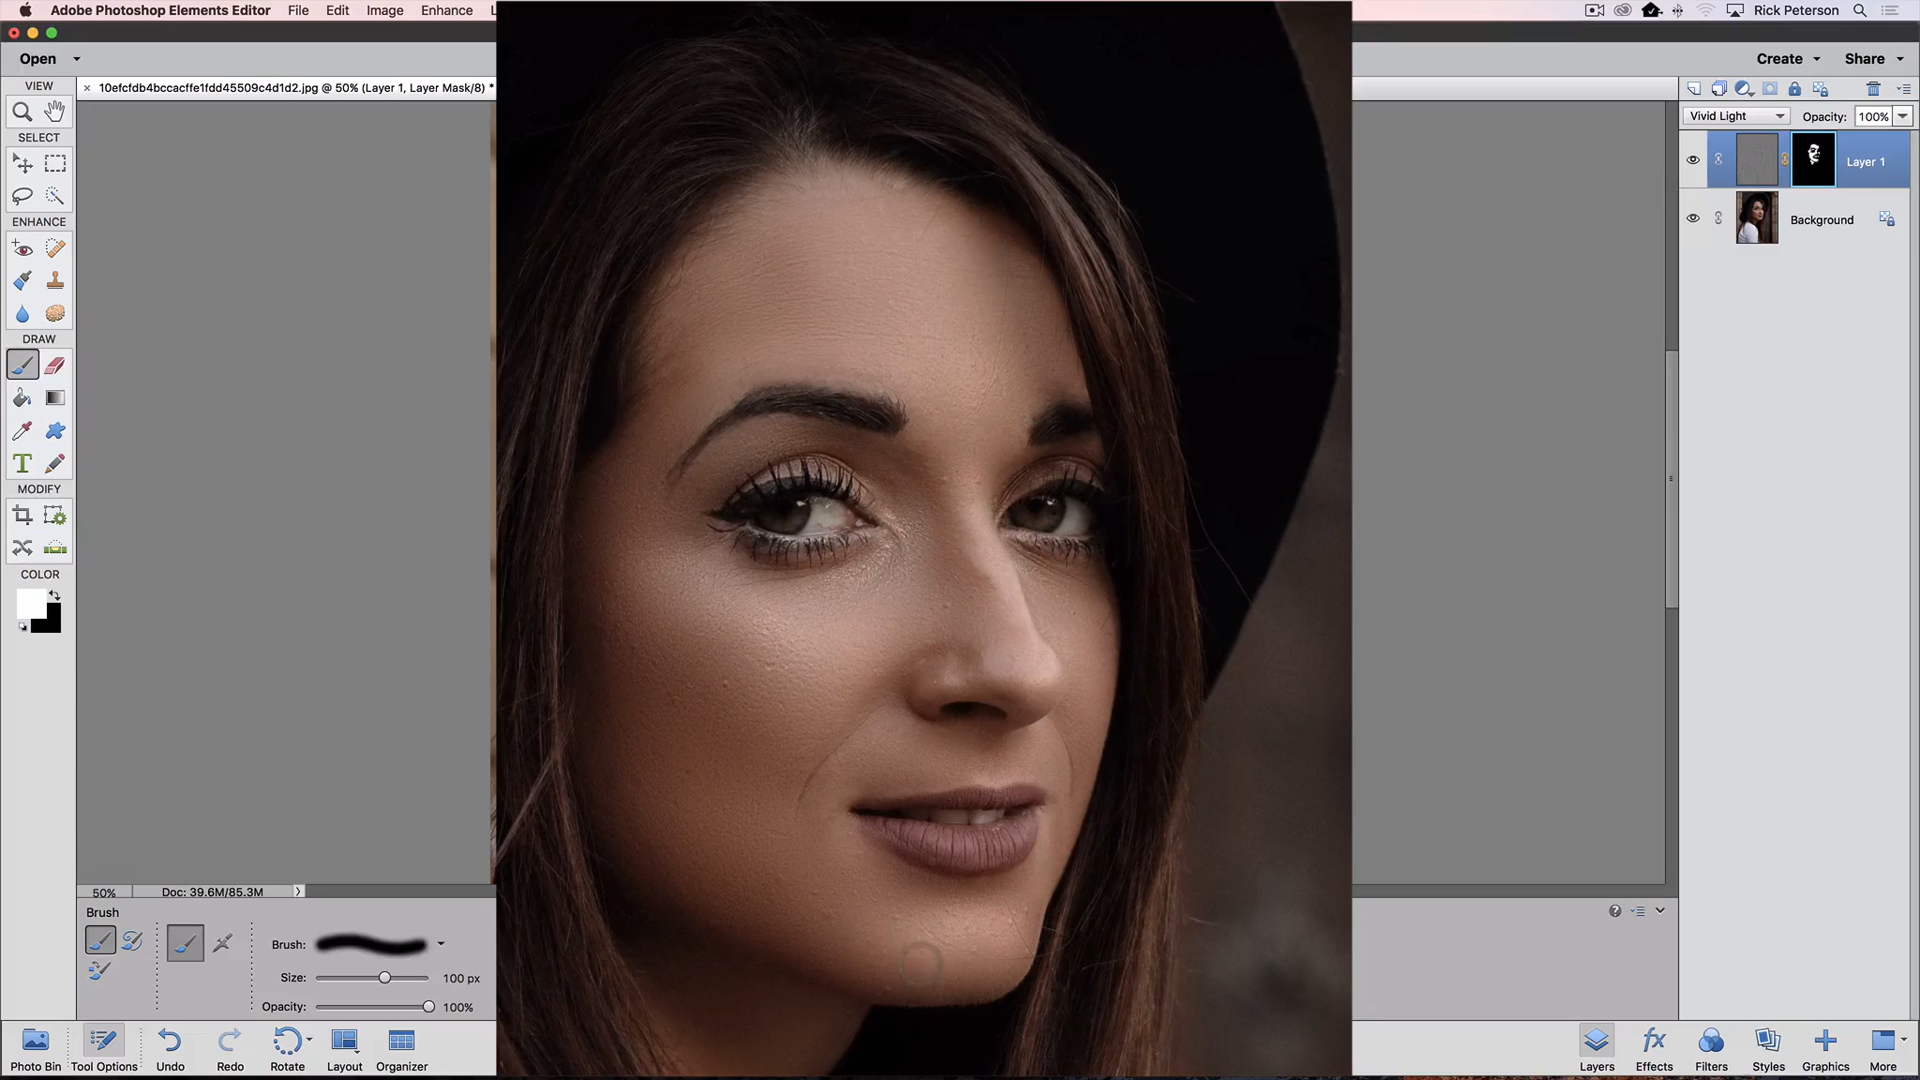 Adobe Photoshop Elements Editor File Edit Image Enhance L Rick Peterson
Open Create Share
VIEW
10efcfdb4bccacffe1fdd45509c4d1d2.jpg @ 50% (Layer 1, Layer Mask/8) *
Vivid Light Opacity: 100%
SELECT
Layer 1
ENHANCE
Background
DRAW
T
MODIFY
COLOR
50% Doc: 39.6M/85.3M
Brush
Brush:
Size: 100 px
Opacity: 100%
Photo Bin Tool Options Undo Redo Rotate Layout Organizer Layers fx Effects Filters Styles Graphics More